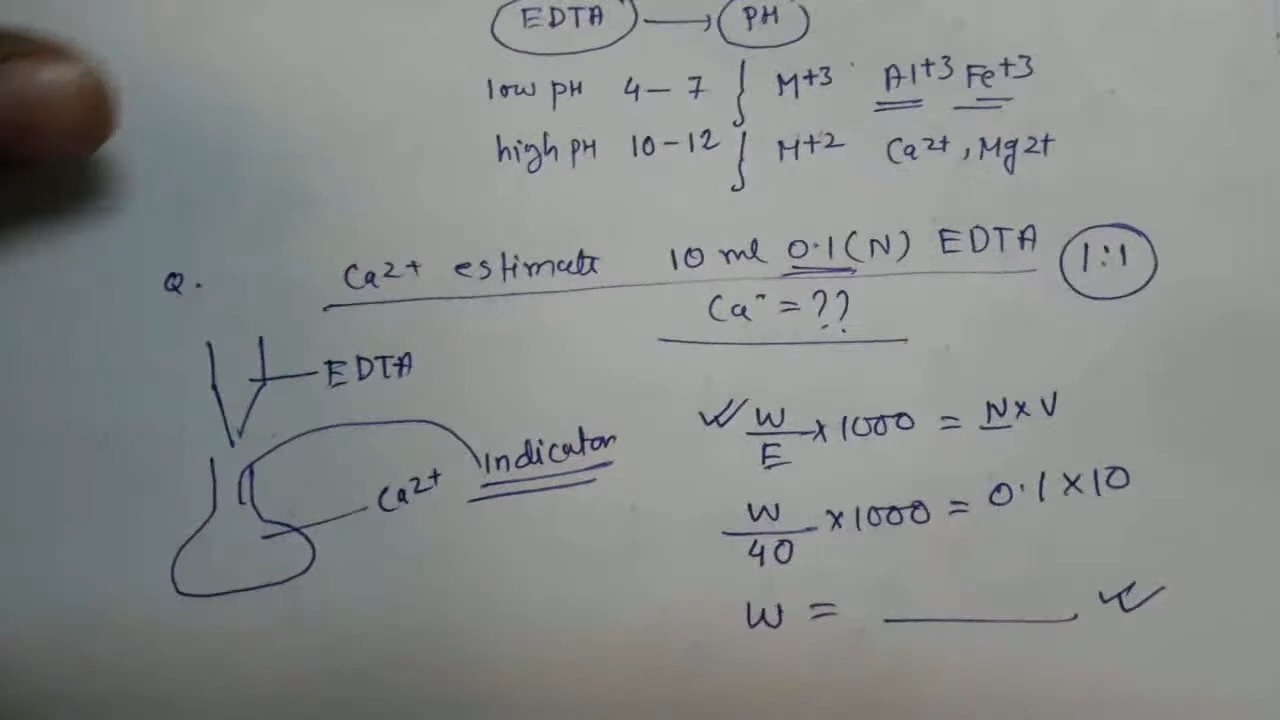 EDTA → PH
low pH 4-7 } M+3 Al+3 Fe+3
high pH 10-12 } M+2 Ca2+, Mg2+
Q. Ca2+ estimate 10 ml 0.1(N) EDTA 1:1
Ca = ??
EDTA
Indicator
Ca2+
W/E × 1000 = N×V
W/40 × 1000 = 0.1×10
W =